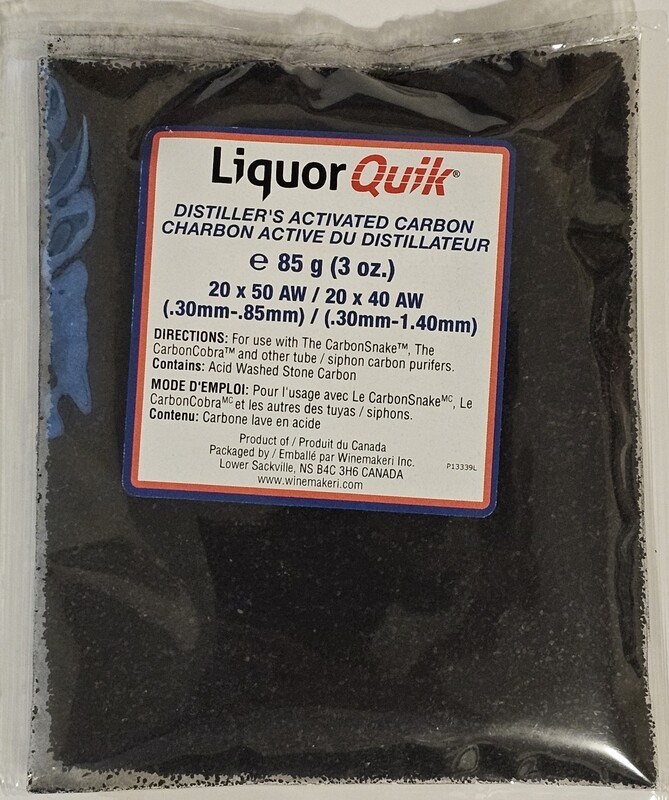 LiquorQuik®
DISTILLER'S ACTIVATED CARBON
CHARBON ACTIVE DU DISTILLATEUR
℮ 85 g (3 oz.)
20 x 50 AW / 20 x 40 AW
(.30mm-.85mm) / (.30mm-1.40mm)
DIRECTIONS: For use with The CarbonSnake™, The
CarbonCobra™ and other tube / siphon carbon purifers.
Contains: Acid Washed Stone Carbon
MODE D'EMPLOI: Pour l'usage avec Le CarbonSnakeᴹᶜ, Le
CarbonCobraᴹᶜ et les autres des tuyaux / siphons.
Contenu: Carbone lave en acide
Product of / Produit du Canada
Packaged by / Emballé par Winemakeri Inc.
Lower Sackville, NS B4C 3H6 CANADA
www.winemakeri.com
P13339L